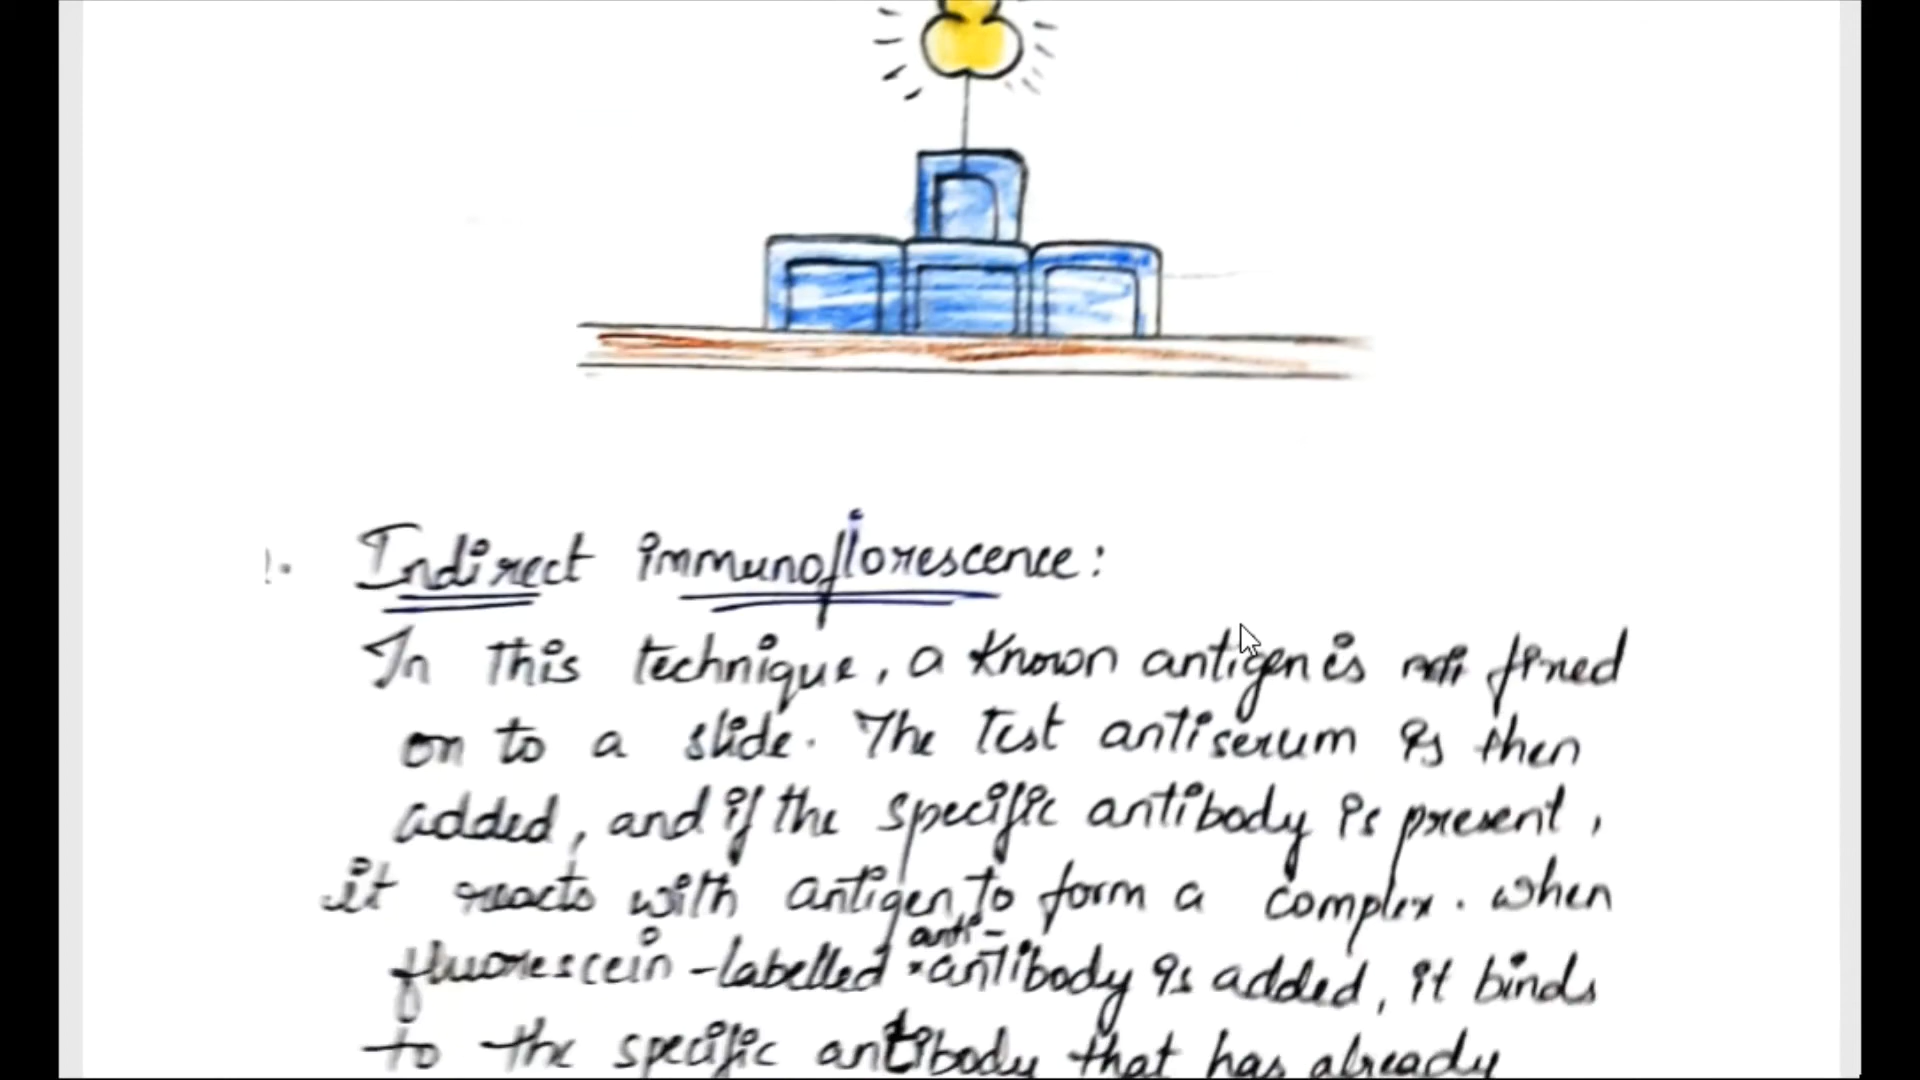 Indirect immunoflorescence:
In this technique, a known antigen is fixed
on to a slide. The test antiserum is then
added, and if the specific antibody is present,
it reacts with antigen to form a complex. when
anti-
fluorescein-labelled antibody is added, it binds
to the specific antibody that has already